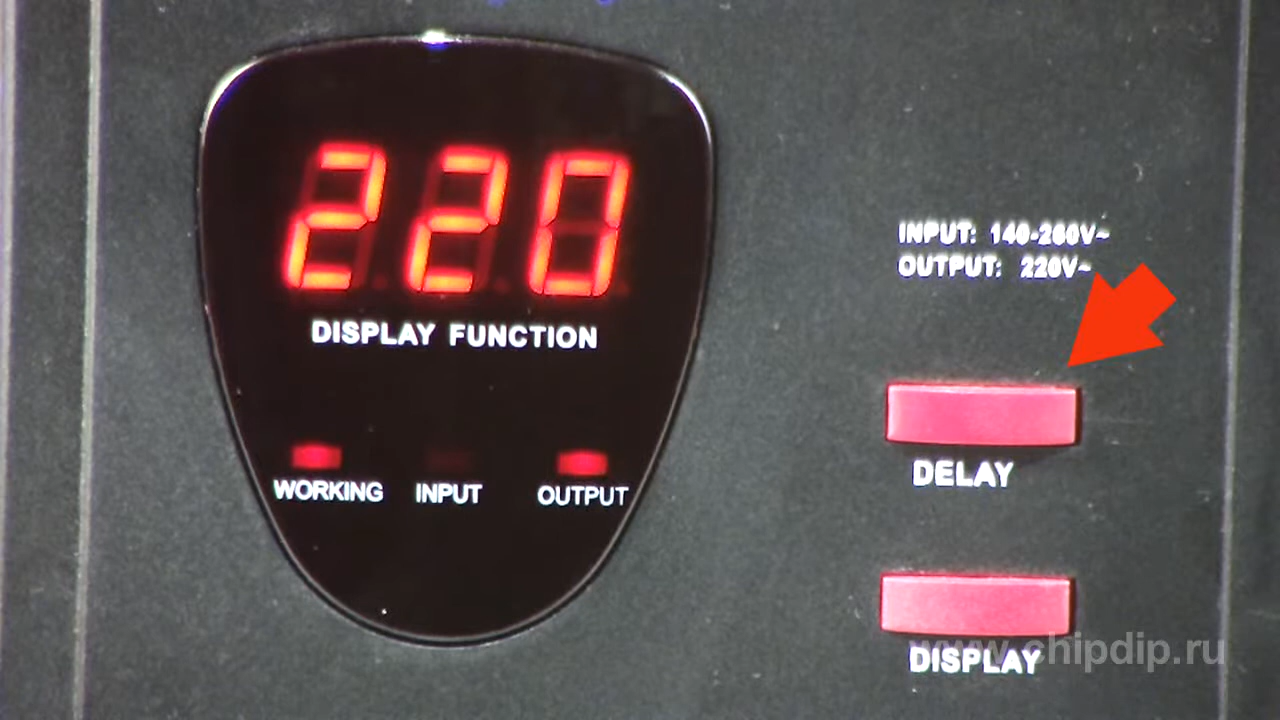 220
DISPLAY FUNCTION
WORKING INPUT OUTPUT
INPUT: 140-260V~
OUTPUT: 220V~
DELAY
DISPLAY
www.chipdip.ru